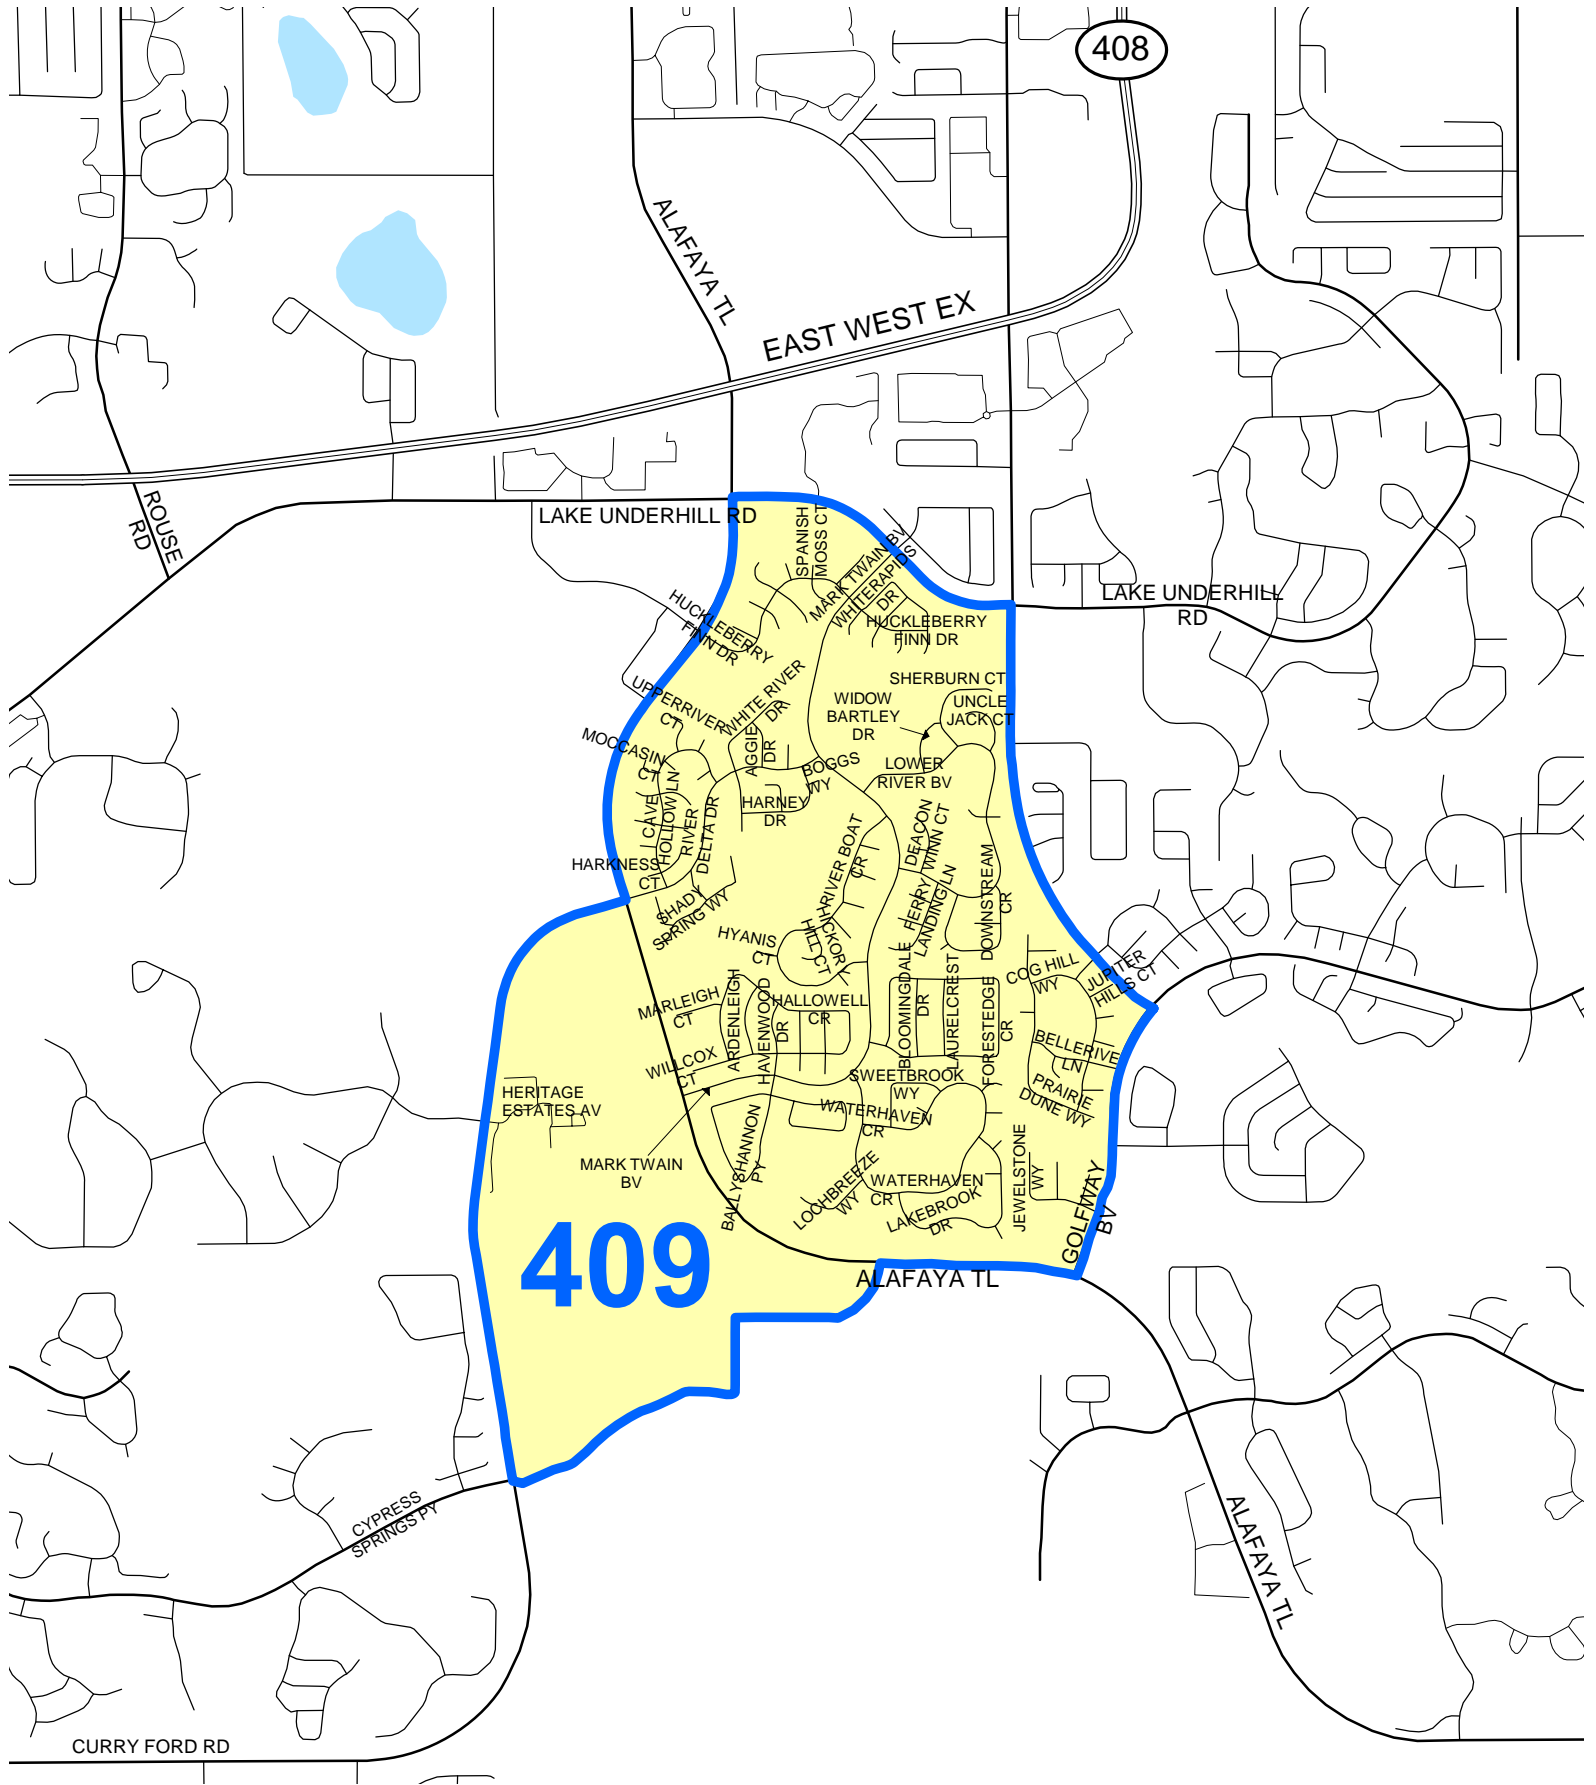 408
ALAFAYA TL
EAST WEST EX
ROUSE
RD
LAKE UNDERHILL RD
SPANISH
MOSS CT
MARK TWAIN BV
WHITERAPIDS
DR
HUCKLEBERRY
FINN DR
LAKE UNDERHILL
RD
HUCKLEBERRY
FINN DR
SHERBURN CT
UPPERRIVER
CT
WHITE RIVER
DR
WIDOW
BARTLEY
DR
UNCLE
JACK CT
MOCCASIN
CT
AGGIE
DR
BOGGS
WY
LOWER
RIVER BV
CAVE
HOLLOW LN
RIVER
DELTA DR
HARNEY
DR
RIVER BOAT
CR
DEACON
WINN CT
FERRY
LANDING LN
DOWNSTREAM
CR
HARKNESS
CT
SHADY
SPRING WY
HYANIS
CT
HICKORY
HILL CT
COG HILL
WY
JUPITER
HILLS CT
MARLEIGH
CT
ARDENLEIGH
HAVENWOOD
DR
HALLOWELL
CR
BLOOMINGDALE
DR
LAURELCREST
FORESTEDGE
CR
WILLCOX
CT
BELLERIVE
LN
SWEETBROOK
WY
PRAIRIE
DUNE WY
HERITAGE
ESTATES AV
WATERHAVEN
CR
MARK TWAIN
BV
BALLYSHANNON
PY
LOCHBREEZE
WY
WATERHAVEN
CR
LAKEBROOK
DR
JEWELSTONE
WY
GOLFWAY
BV
409
ALAFAYA TL
CYPRESS
SPRINGS PY
ALAFAYA TL
CURRY FORD RD